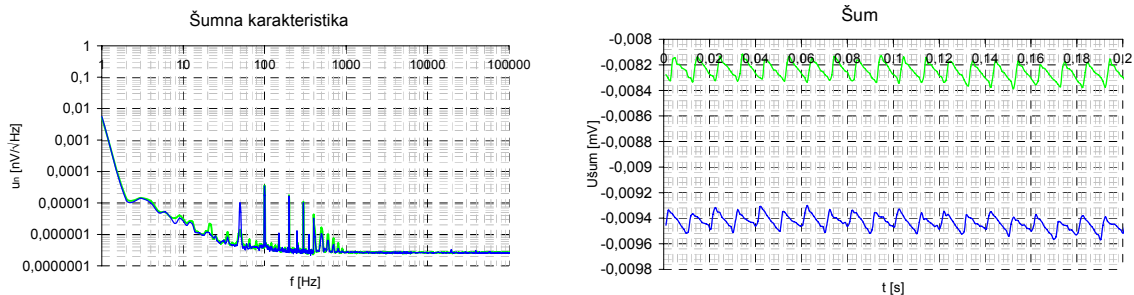 Šumna karakteristika
1
0,1
0,01
0,001
0,0001
0,00001
0,000001
0,0000001
1 10 100 1000 10000 100000
un [nV/√Hz]
f [Hz]
Šum
-0,008
-0,0082
-0,0084
-0,0086
-0,0088
-0,009
-0,0092
-0,0094
-0,0096
-0,0098
0 0,02 0,04 0,06 0,08 0,1 0,12 0,14 0,16 0,18 0,2
Ušum [mV]
t [s]